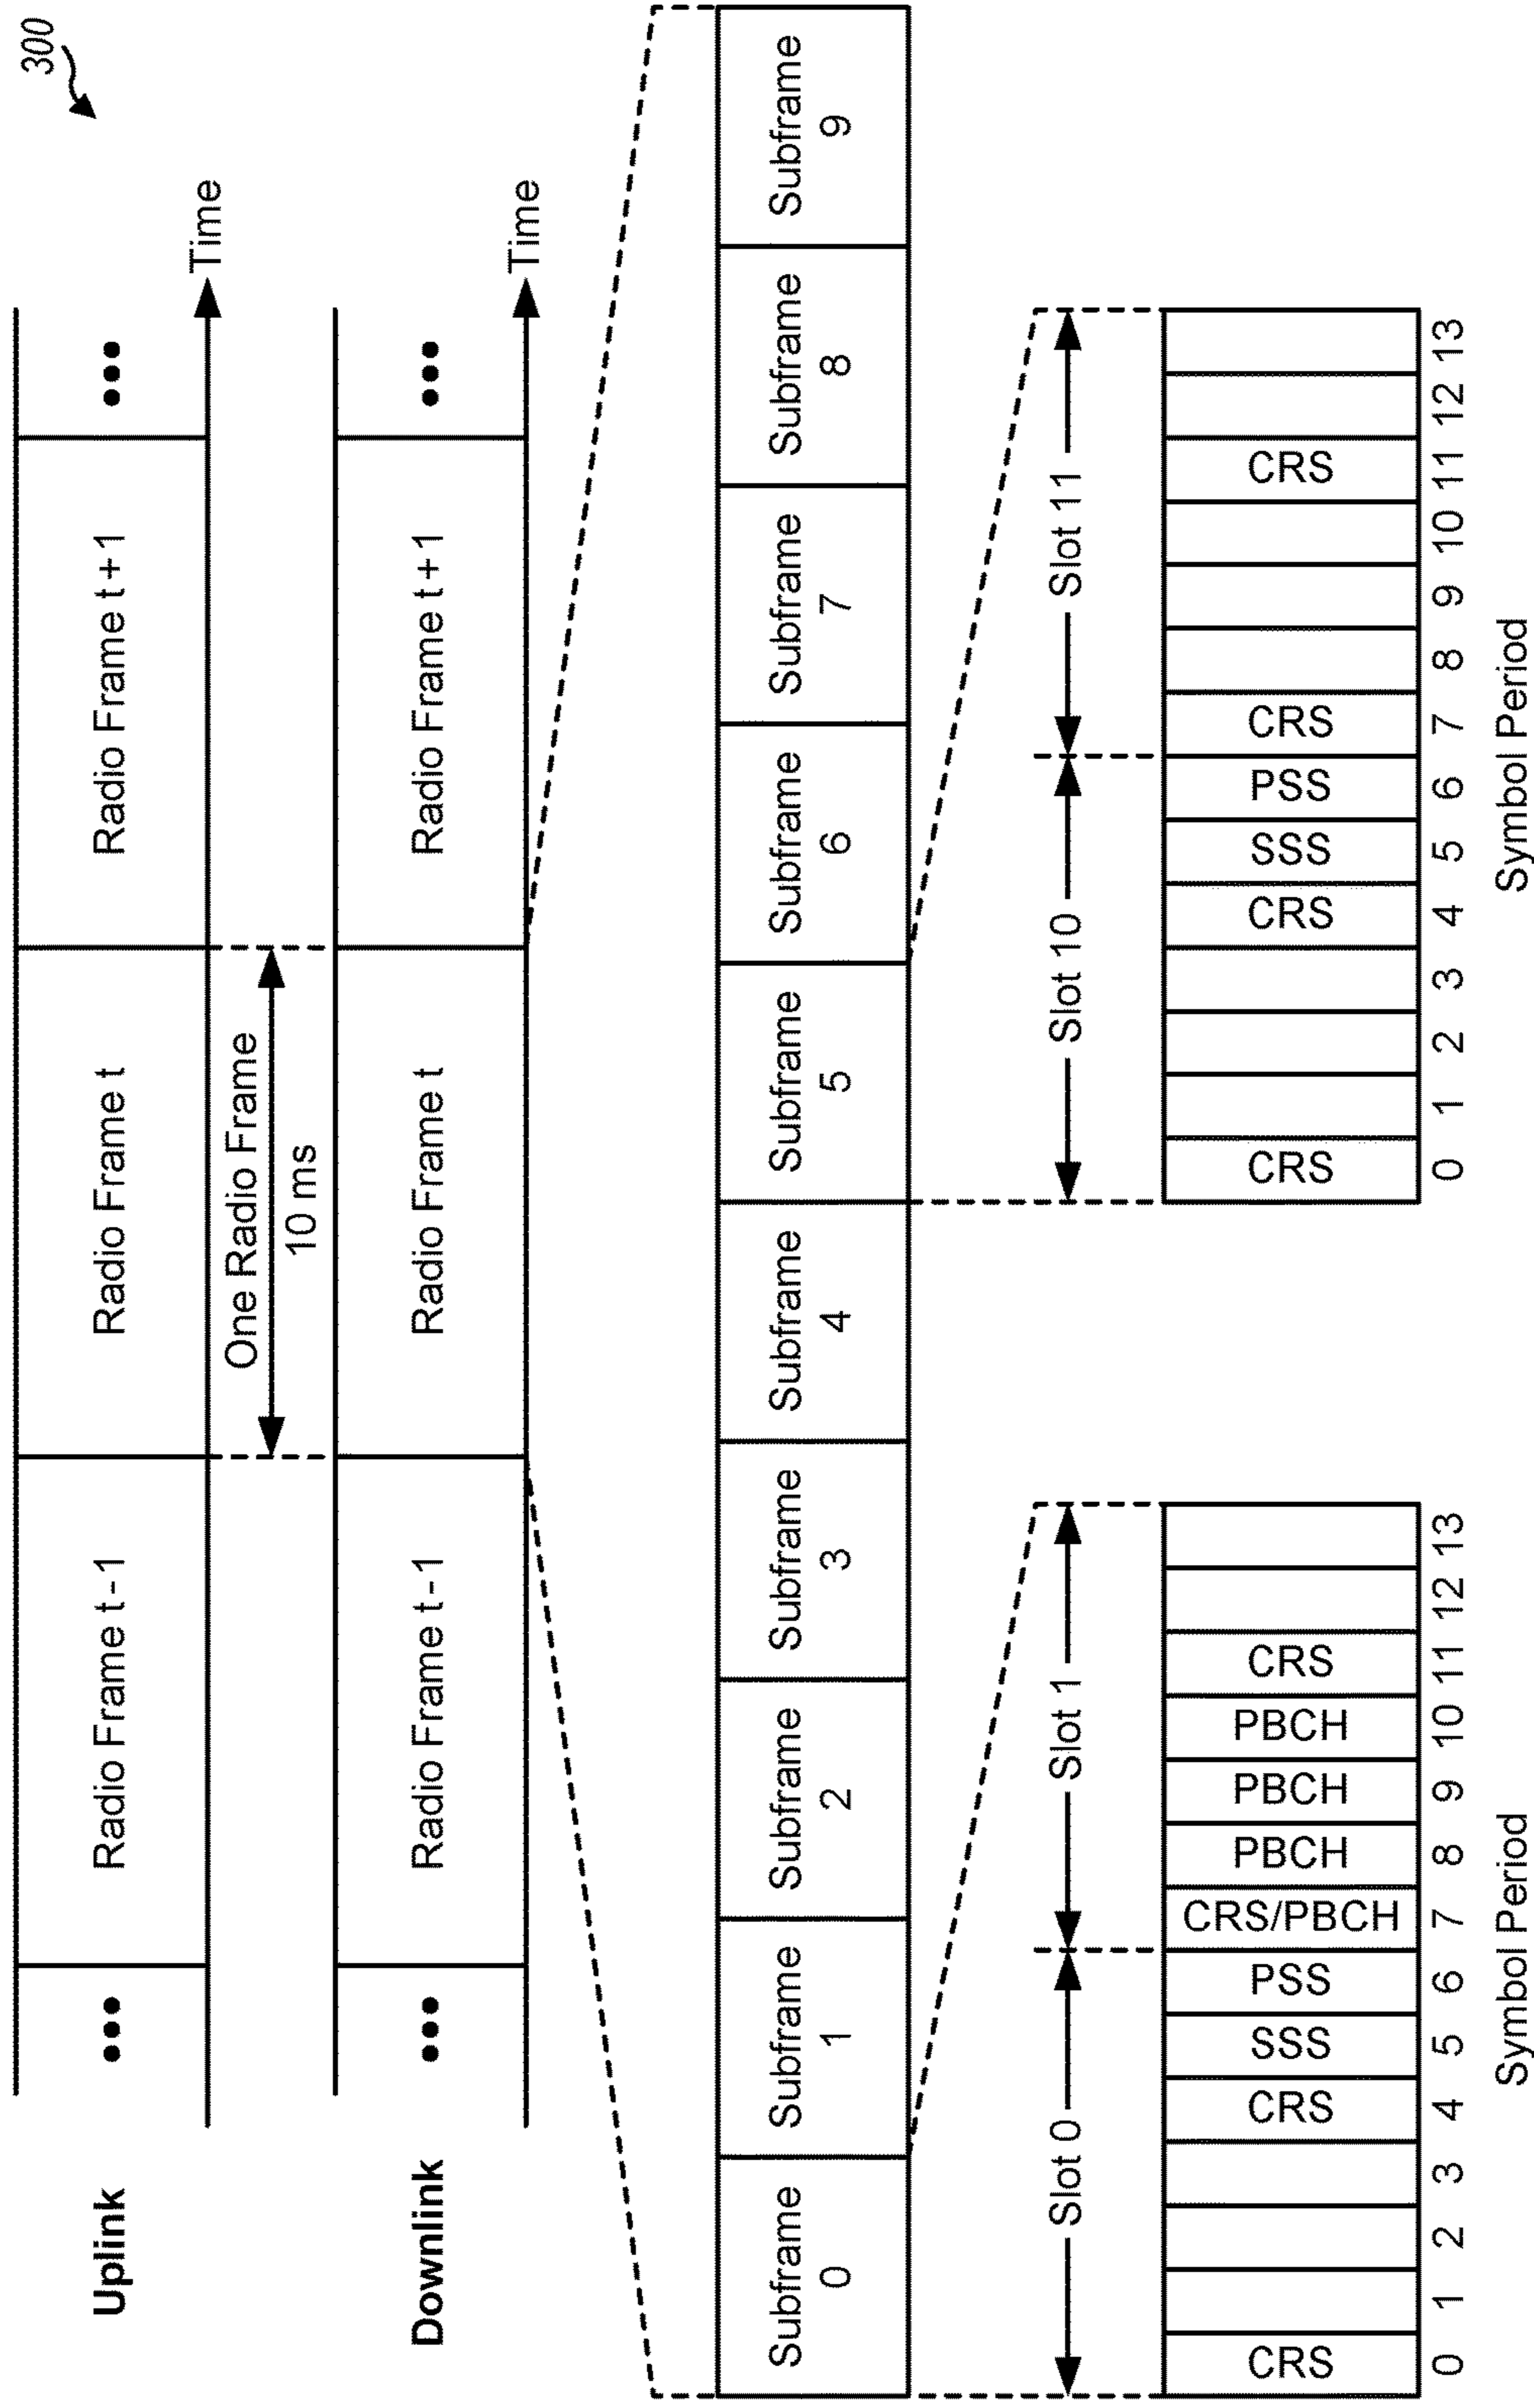 300
Uplink
•••
Radio Frame t-1
Radio Frame t
Radio Frame t+1
•••
Time
One Radio Frame
10 ms
Downlink
•••
Radio Frame t-1
Radio Frame t
Radio Frame t+1
•••
Time
Subframe
0
Subframe
1
Subframe
2
Subframe
3
Subframe
4
Subframe
5
Subframe
6
Subframe
7
Subframe
8
Subframe
9
Slot 0
Slot 1
CRS
CRS
SSS
PSS
CRS/PBCH
PBCH
PBCH
PBCH
CRS
0 1 2 3 4 5 6 7 8 9 10 11 12 13
Symbol Period
Slot 10
Slot 11
CRS
CRS
SSS
PSS
CRS
CRS
0 1 2 3 4 5 6 7 8 9 10 11 12 13
Symbol Period